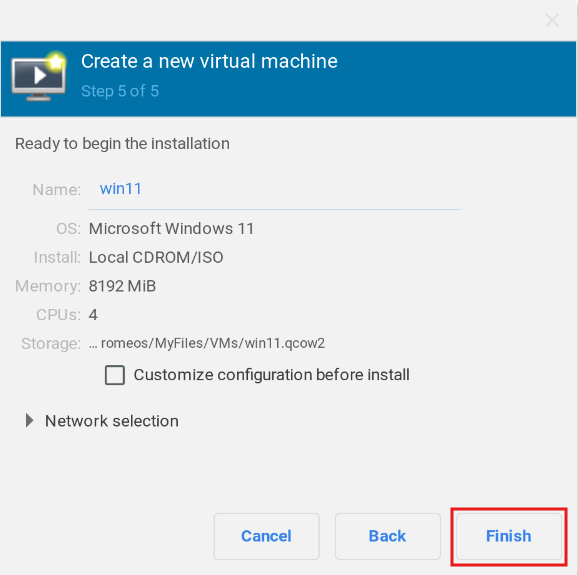 Create a new virtual machine
Step 5 of 5
Ready to begin the installation
Name: win11
OS: Microsoft Windows 11
Install: Local CDROM/ISO
Memory: 8192 MiB
CPUs: 4
Storage: ... romeos/MyFiles/VMs/win11.qcow2
Customize configuration before install
Network selection
Cancel Back Finish